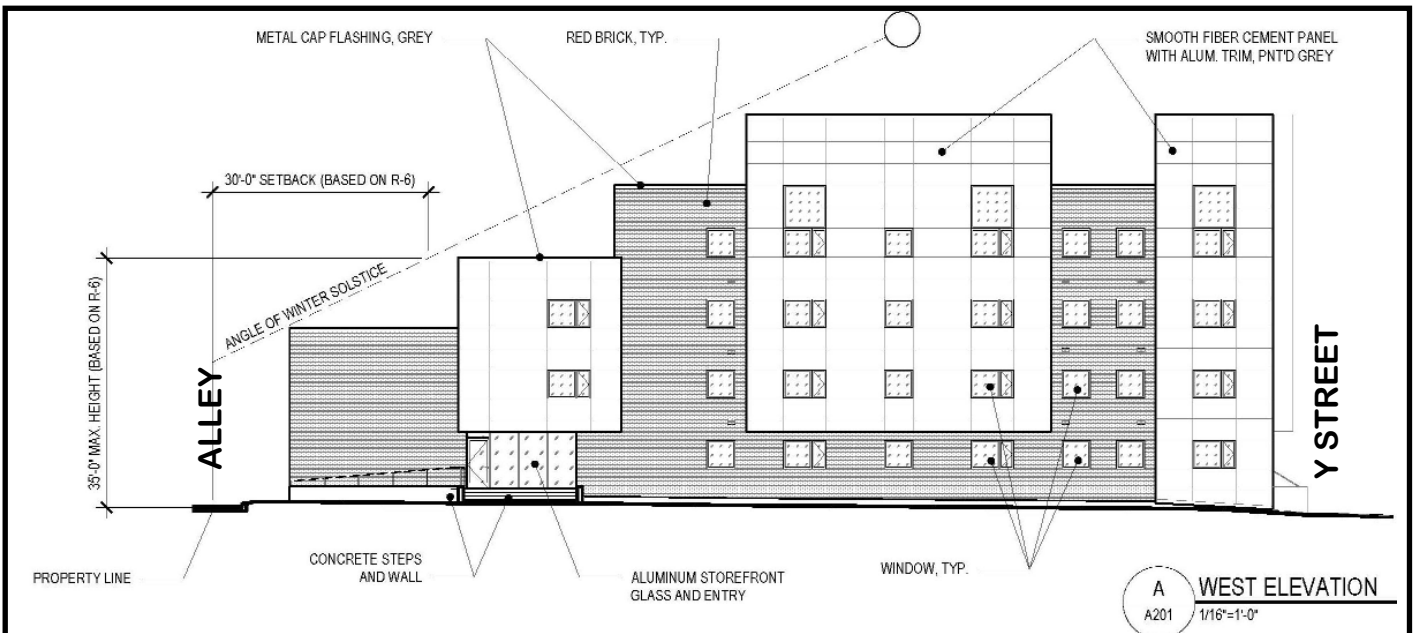 METAL CAP FLASHING, GREY
RED BRICK, TYP.
SMOOTH FIBER CEMENT PANEL
WITH ALUM. TRIM, PNT'D GREY
30'-0" SETBACK (BASED ON R-6)
35'-0" MAX. HEIGHT (BASED ON R-6)
ANGLE OF WINTER SOLSTICE
ALLEY
Y STREET
PROPERTY LINE
CONCRETE STEPS
AND WALL
ALUMINUM STOREFRONT
GLASS AND ENTRY
WINDOW, TYP.
A
A201
WEST ELEVATION
1/16"=1'-0"